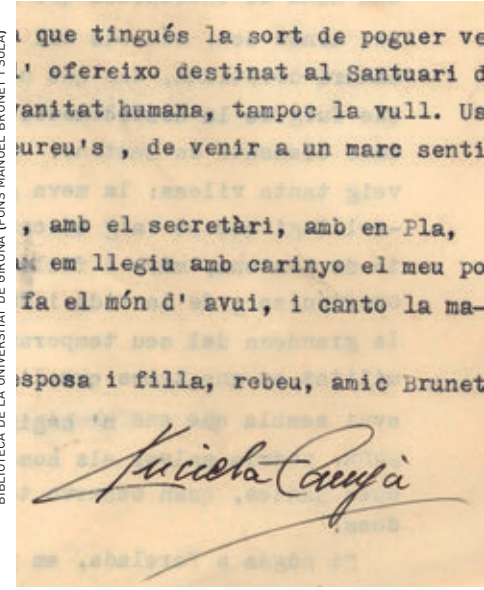 que tingués la sort de poguer ve
l' ofereixo destinat al Santuari d
vanitat humana, tampoc la vull. Us
eureu's , de venir a un marc senti
, amb el secretàri, amb en Pla,
em llegiu amb carinyo el meu po
fa el món d' avui, i canto la ma-
esposa i filla, rebeu, amic Brunet
BIBLIOTECA DE LA UNIVERSITAT DE GIRONA (FONS MANUEL BRUNET I SOLÀ)